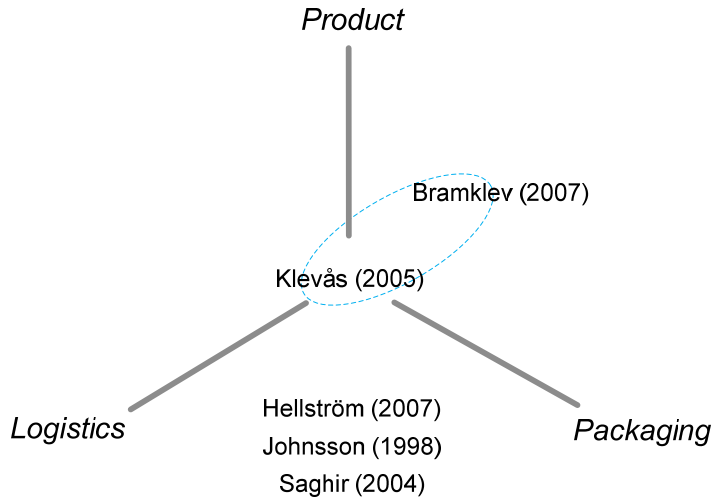 Product
Bramklev (2007)
Klevås (2005)
Hellström (2007)
Logistics
Packaging
Johnsson (1998)
Saghir (2004)